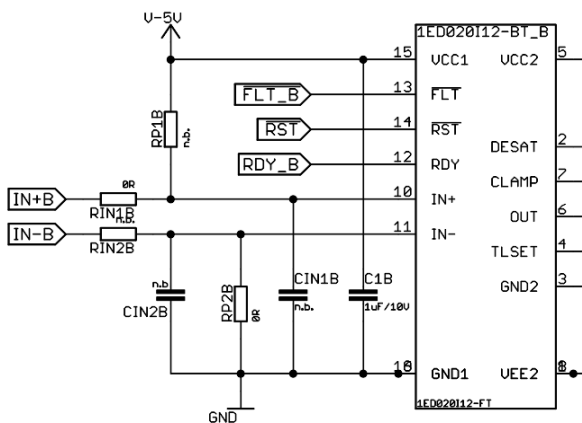 V-5V
1ED020I12-BT_B
15 VCC1 VCC2 5
FLT_B 13 FLT
RST 14 RST
DESAT 2
RDY_B 12 RDY
CLAMP 7
RP1B n.b.
0R
IN+B 10 IN+
RIN1B
OUT 6
n.b.
IN-B 11 IN-
RIN2B
TLSET 4
n.b CIN1B C1B
GND2 3
CIN2B RP2B 0R n.b. 1uF/10V
GND1 VEE2
GND
1ED020I12-FT